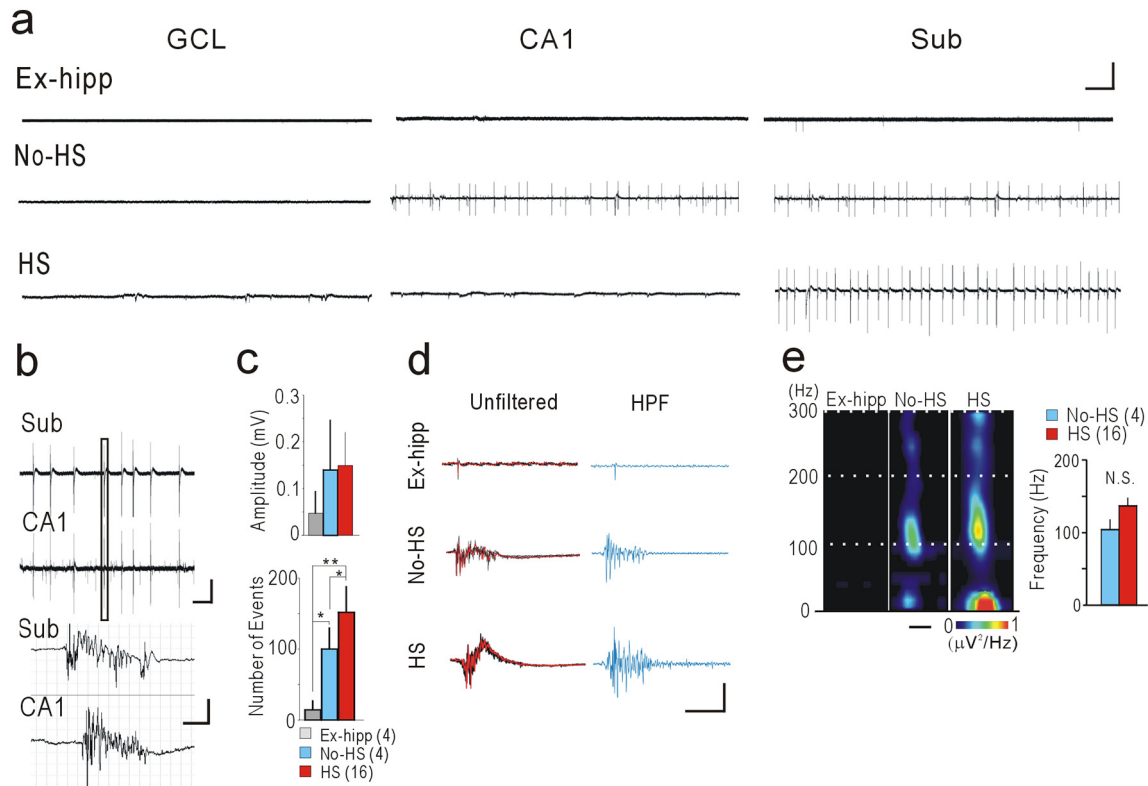 a
GCL CA1 Sub
Ex-hipp
No-HS
HS
b
Sub
CA1
Sub
CA1
c
0.3
0.2
0.1
0
Amplitude (mV)
**
*
*
200
100
0
Number of Events
Ex-hipp (4)
No-HS (4)
HS (16)
d
Unfiltered HPF
Ex-hipp
No-HS
HS
e
(Hz) Ex-hipp No-HS HS
300
200
100
0
0 1
(μV²/Hz)
No-HS (4)
HS (16)
200
100
0
Frequency (Hz)
N.S.